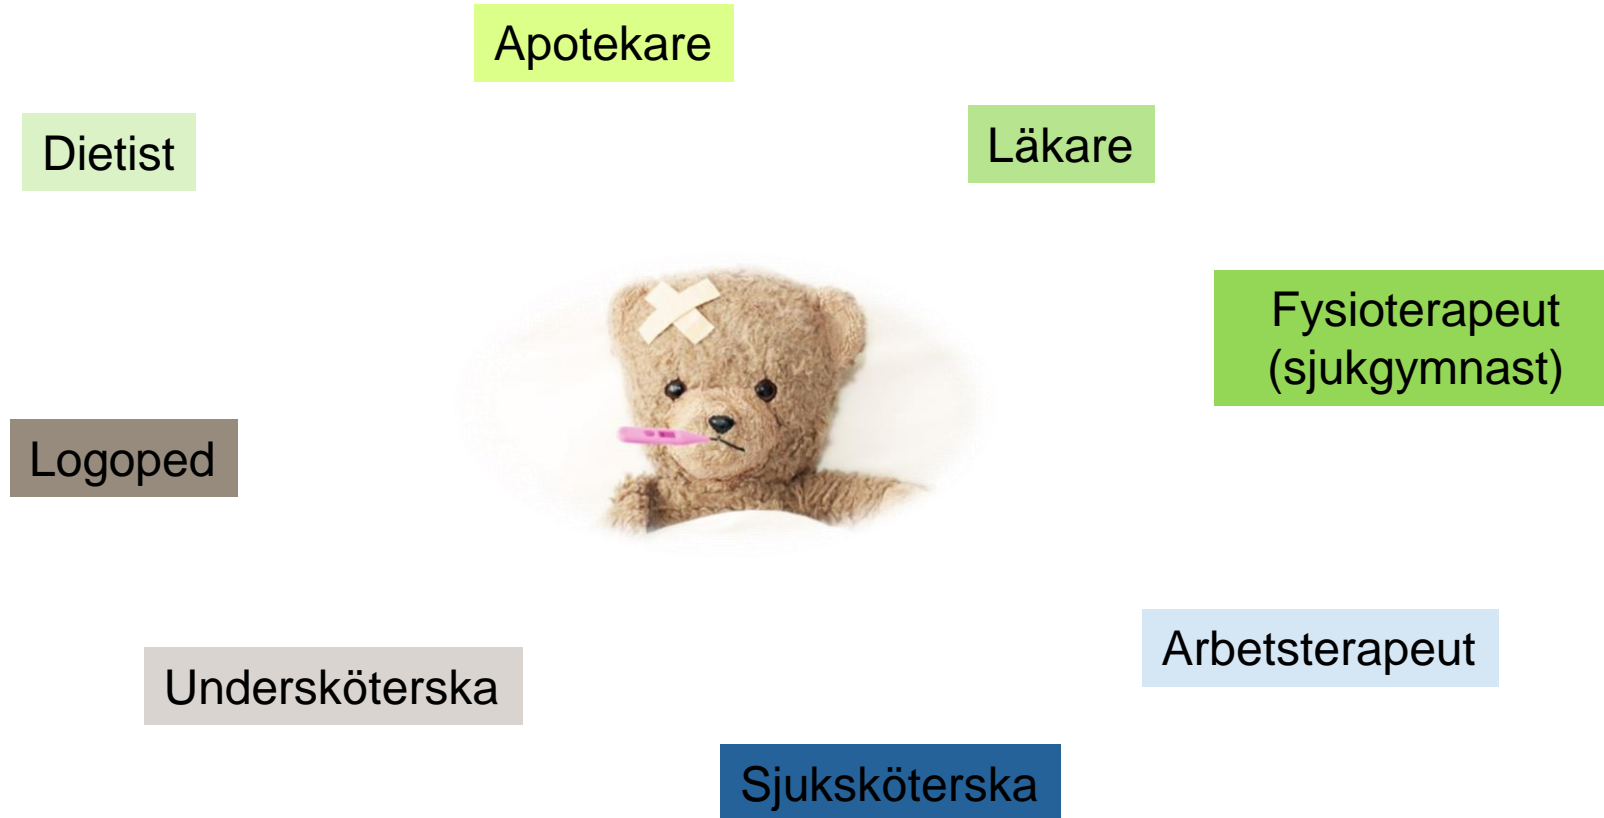 Apotekare
Dietist
Läkare
Fysioterapeut
(sjukgymnast)
Logoped
Arbetsterapeut
Undersköterska
Sjuksköterska